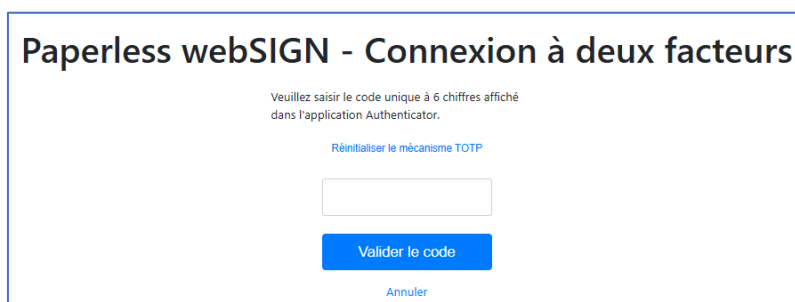 Paperless webSIGN - Connexion à deux facteurs
Veuillez saisir le code unique à 6 chiffres affiché
dans l'application Authenticator.
Réinitialiser le mécanisme TOTP
Valider le code
Annuler